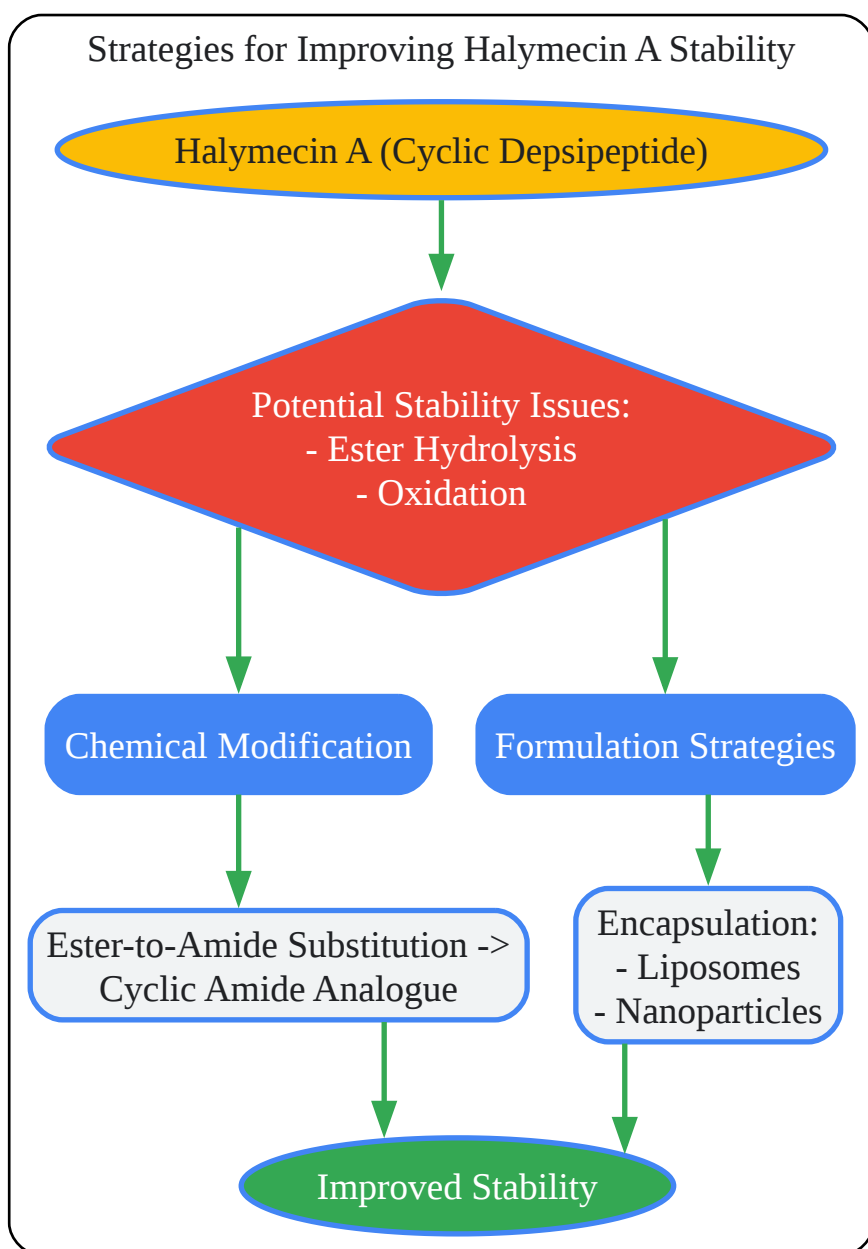 Strategies for Improving Halymecin A Stability
Halymecin A (Cyclic Depsipeptide)
Potential Stability Issues:
- Ester Hydrolysis
- Oxidation
Chemical Modification
Formulation Strategies
Ester-to-Amide Substitution ->
Cyclic Amide Analogue
Encapsulation:
- Liposomes
- Nanoparticles
Improved Stability